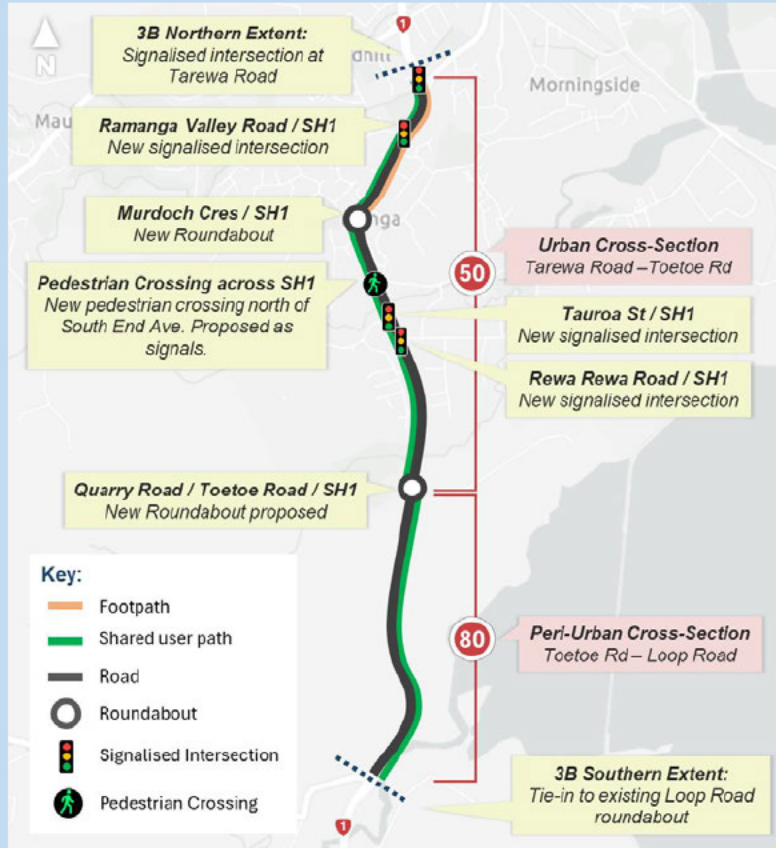 1
3B Northern Extent:
Signalised intersection at
Tarewa Road
dhill
Morningside
Mau
Ramanga Valley Road / SH1
New signalised intersection
Murdoch Cres / SH1
New Roundabout
nga
Urban Cross-Section
Tarewa Road – Toetoe Rd
50
Pedestrian Crossing across SH1
New pedestrian crossing north of
South End Ave. Proposed as
signals.
Tauroa St / SH1
New signalised intersection
Rewa Rewa Road / SH1
New signalised intersection
Quarry Road / Toetoe Road / SH1
New Roundabout proposed
Key:
Footpath
Shared user path
Road
Roundabout
Signalised Intersection
Pedestrian Crossing
80
Peri-Urban Cross-Section
Toetoe Rd – Loop Road
3B Southern Extent:
Tie-in to existing Loop Road
roundabout
1
N